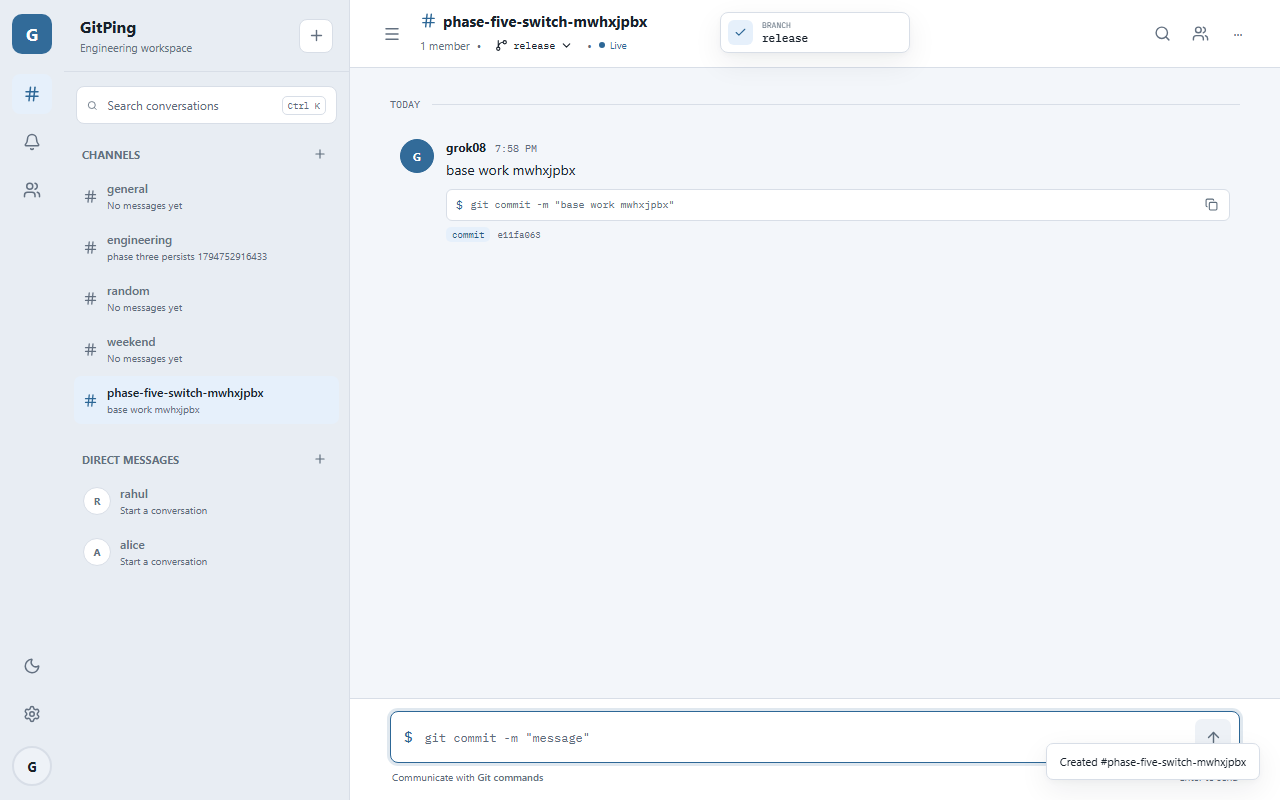 G
GitPing
Engineering workspace
Search conversations
Ctrl K
CHANNELS
general
No messages yet
engineering
phase three persists 1794752916433
random
No messages yet
weekend
No messages yet
phase-five-switch-mwhxjpbx
base work mwhxjpbx
DIRECT MESSAGES
R
rahul
Start a conversation
A
alice
Start a conversation
G
# phase-five-switch-mwhxjpbx
1 member • release • Live
BRANCH
release
TODAY
G
grok08 7:58 PM
base work mwhxjpbx
$ git commit -m "base work mwhxjpbx"
commit e11fa063
$ git commit -m "message"
Communicate with Git commands
Created #phase-five-switch-mwhxjpbx